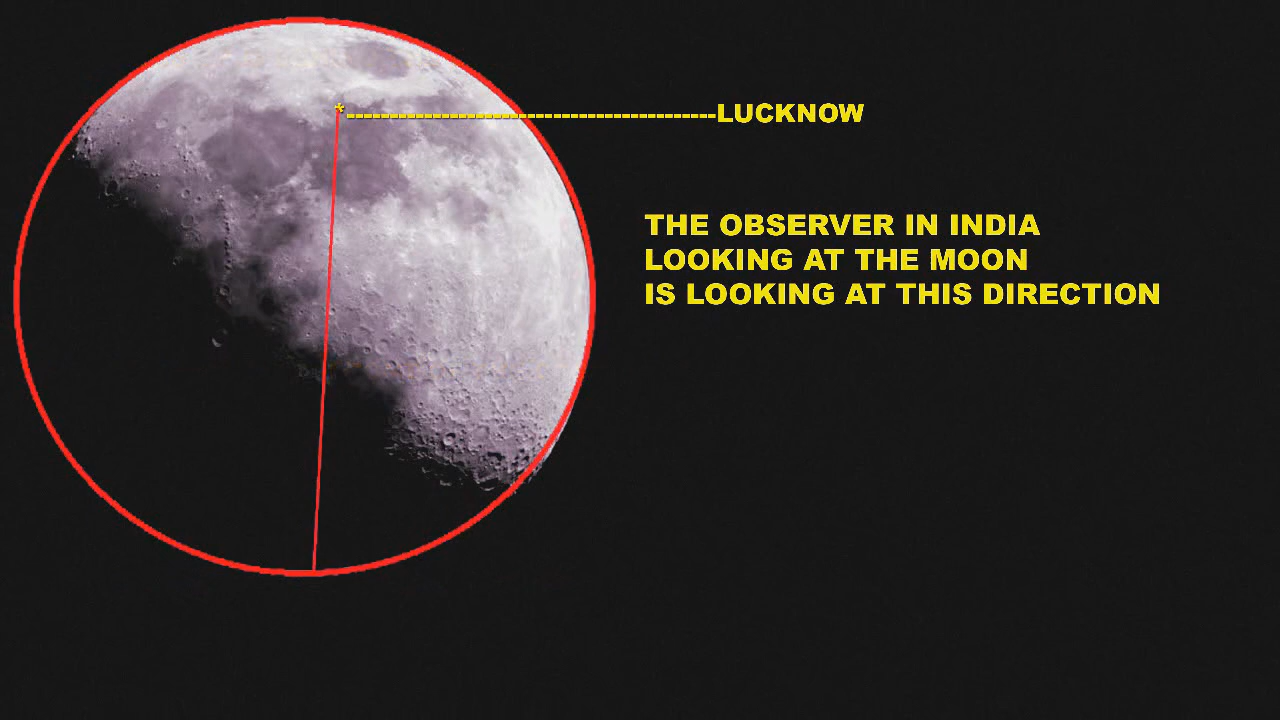 *------------------------------------------LUCKNOW
THE OBSERVER IN INDIA
LOOKING AT THE MOON
IS LOOKING AT THIS DIRECTION